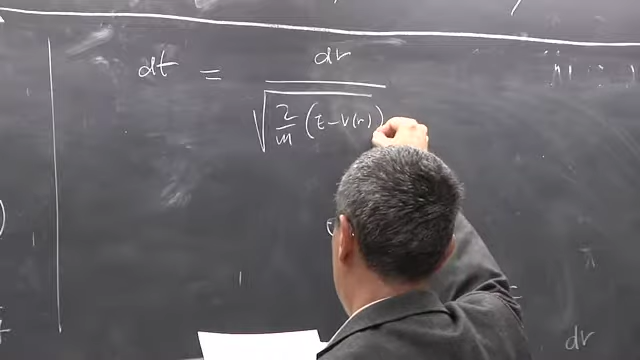 dt = dr / √( 2/m (E - V(r))
dr